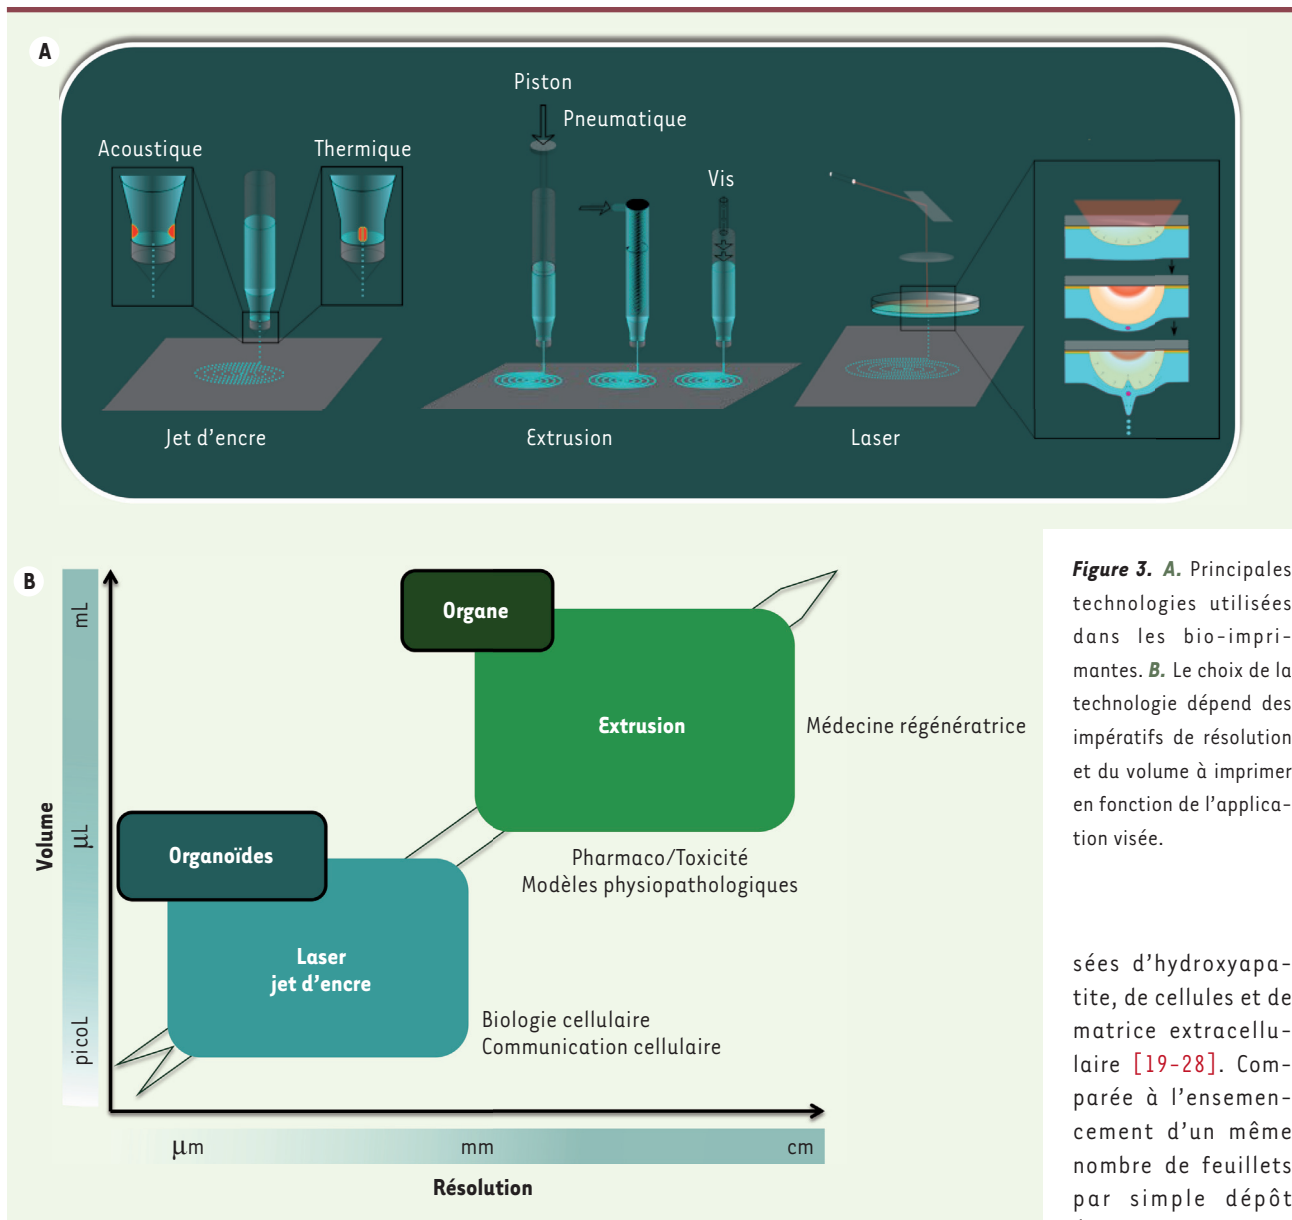 A
Piston
Pneumatique
Acoustique
Thermique
Vis
Jet d'encre
Extrusion
Laser
B
mL
µL
picoL
Volume
Organe
Extrusion
Médecine régénératrice
Organoïdes
Pharmaco/Toxicité
Modèles physiopathologiques
Laser
jet d'encre
Biologie cellulaire
Communication cellulaire
µm
mm
cm
Résolution
Figure 3. A. Principales
technologies utilisées
dans les bio-impri-
mantes. B. Le choix de la
technologie dépend des
impératifs de résolution
et du volume à imprimer
en fonction de l'applica-
tion visée.
sées d'hydroxyapa-
tite, de cellules et de
matrice extracellu-
laire [19-28]. Com-
parée à l'ensemen-
cement d'un même
nombre de feuillets
par simple dépôt